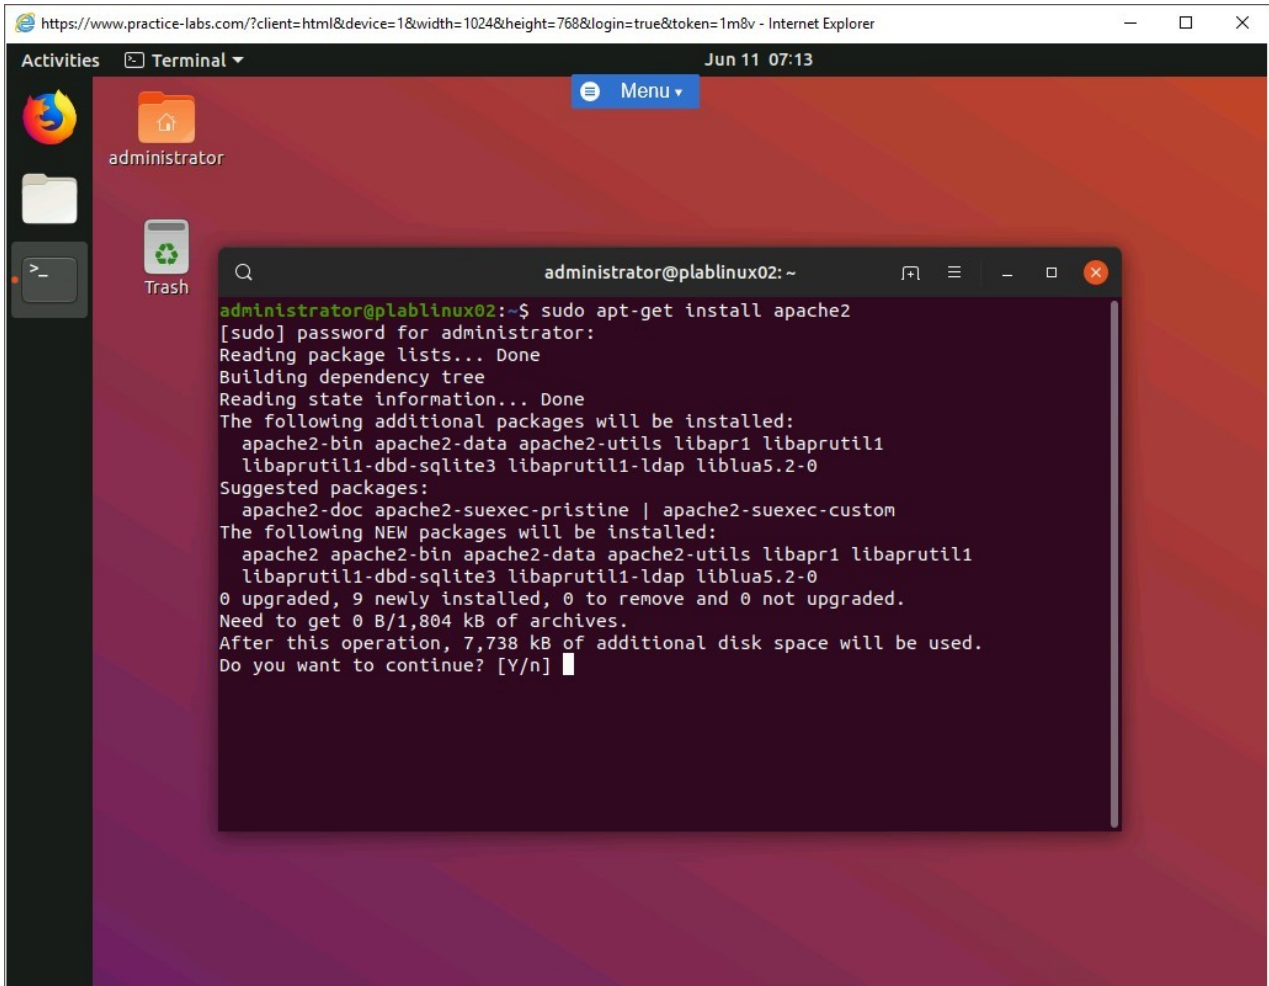 https://www.practice-labs.com/?client=html&device=1&width=1024&height=768&login=true&token=1m8v - Internet Explorer
Activities Terminal Jun 11 07:13
Menu
administrator
Trash
administrator@plablinux02: ~
administrator@plablinux02:~$ sudo apt-get install apache2
[sudo] password for administrator:
Reading package lists... Done
Building dependency tree
Reading state information... Done
The following additional packages will be installed:
  apache2-bin apache2-data apache2-utils libapr1 libaprutil1
  libaprutil1-dbd-sqlite3 libaprutil1-ldap liblua5.2-0
Suggested packages:
  apache2-doc apache2-suexec-pristine | apache2-suexec-custom
The following NEW packages will be installed:
  apache2 apache2-bin apache2-data apache2-utils libapr1 libaprutil1
  libaprutil1-dbd-sqlite3 libaprutil1-ldap liblua5.2-0
0 upgraded, 9 newly installed, 0 to remove and 0 not upgraded.
Need to get 0 B/1,804 kB of archives.
After this operation, 7,738 kB of additional disk space will be used.
Do you want to continue? [Y/n]